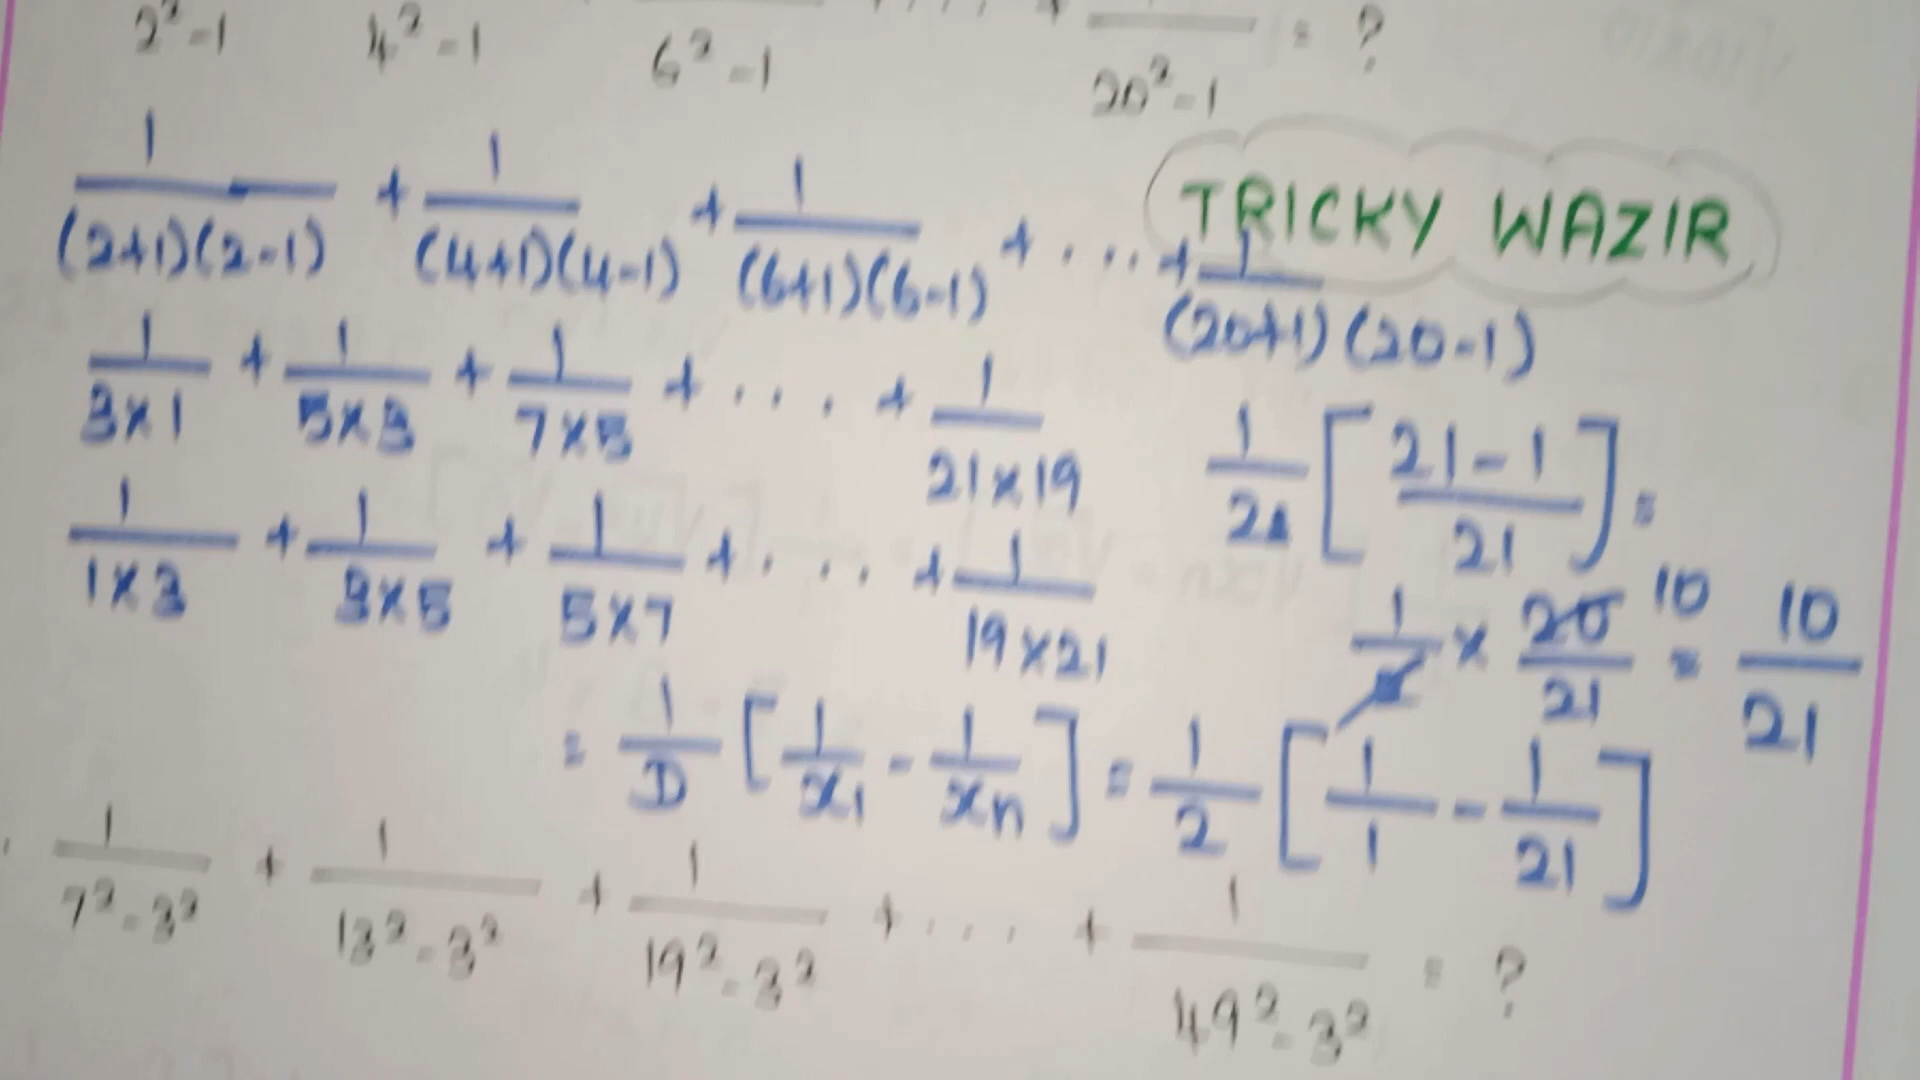 2²-1 4²-1 6²-1 + . . . + 20²-1 = ?
TRICKY WAZIR
1/(2+1)(2-1) + 1/(4+1)(4-1) + 1/(6+1)(6-1) + . . . + 1/(20+1)(20-1)
1/3×1 + 1/5×3 + 1/7×5 + . . . + 1/21×19
1/1×3 + 1/3×5 + 1/5×7 + . . . + 1/19×21
= 1/D [1/x₁ - 1/xn] = 1/2 [1/1 - 1/21]
1/2 [21-1/21] =
1/2 × 20/21 10 = 10/21
1/7²-3² + 1/13²-3² + 1/19²-3² + . . . + 1/49²-3² = ?